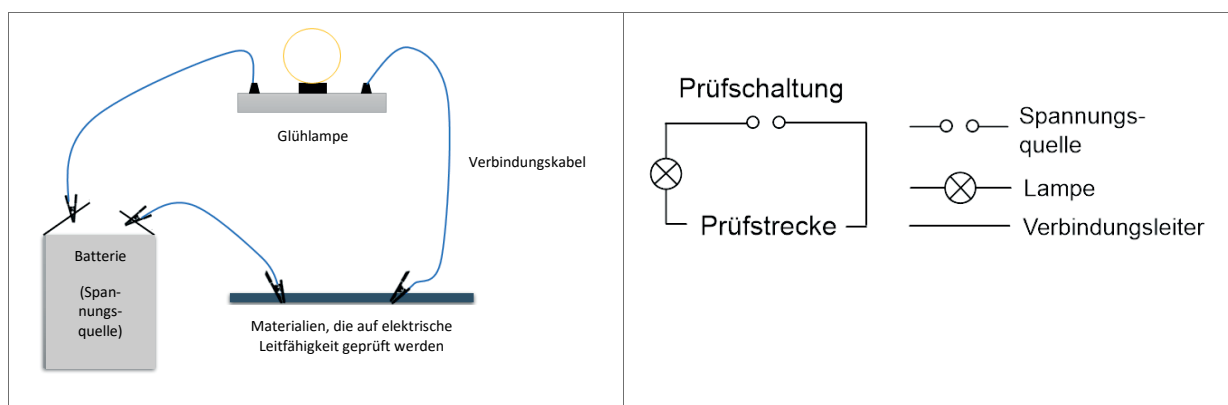 Glühlampe
Verbindungskabel
Batterie
(Span-
nungs-
quelle)
Materialien, die auf elektrische
Leitfähigkeit geprüft werden
Prüfschaltung
Prüfstrecke
Spannungs-
quelle
Lampe
Verbindungsleiter